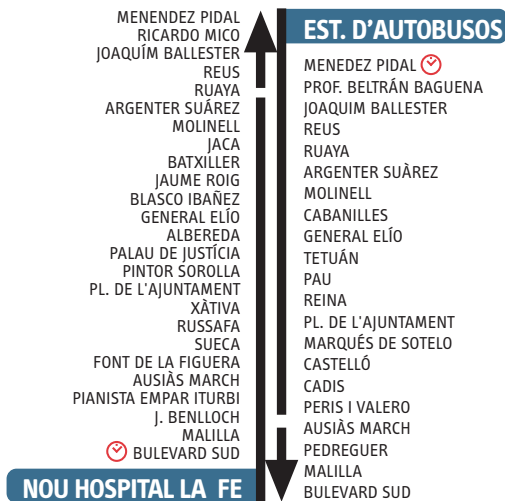 MENENDEZ PIDAL
RICARDO MICO
JOAQUÍM BALLESTER
REUS
RUAYA
ARGENTER SUÁREZ
MOLINELL
JACA
BATXILLER
JAUME ROIG
BLASCO IBAÑEZ
GENERAL ELÍO
ALBEREDA
PALAU DE JUSTÍCIA
PINTOR SOROLLA
PL. DE L'AJUNTAMENT
XÀTIVA
RUSSAFA
SUECA
FONT DE LA FIGUERA
AUSIÀS MARCH
PIANISTA EMPAR ITURBI
J. BENLLOCH
MALILLA
BULEVARD SUD
NOU HOSPITAL LA FE
EST. D'AUTOBUSOS
MENEDEZ PIDAL
PROF. BELTRÁN BAGUENA
JOAQUIM BALLESTER
REUS
RUAYA
ARGENTER SUÀREZ
MOLINELL
CABANILLES
GENERAL ELÍO
TETUÁN
PAU
REINA
PL. DE L'AJUNTAMENT
MARQUÉS DE SOTELO
CASTELLÓ
CADIS
PERIS I VALERO
AUSIÀS MARCH
PEDREGUER
MALILLA
BULEVARD SUD